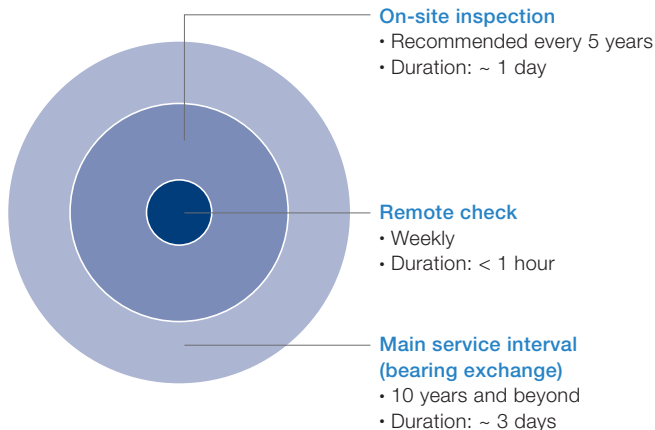 On-site inspection
• Recommended every 5 years
• Duration: ~ 1 day
Remote check
• Weekly
• Duration: < 1 hour
Main service interval
(bearing exchange)
• 10 years and beyond
• Duration: ~ 3 days